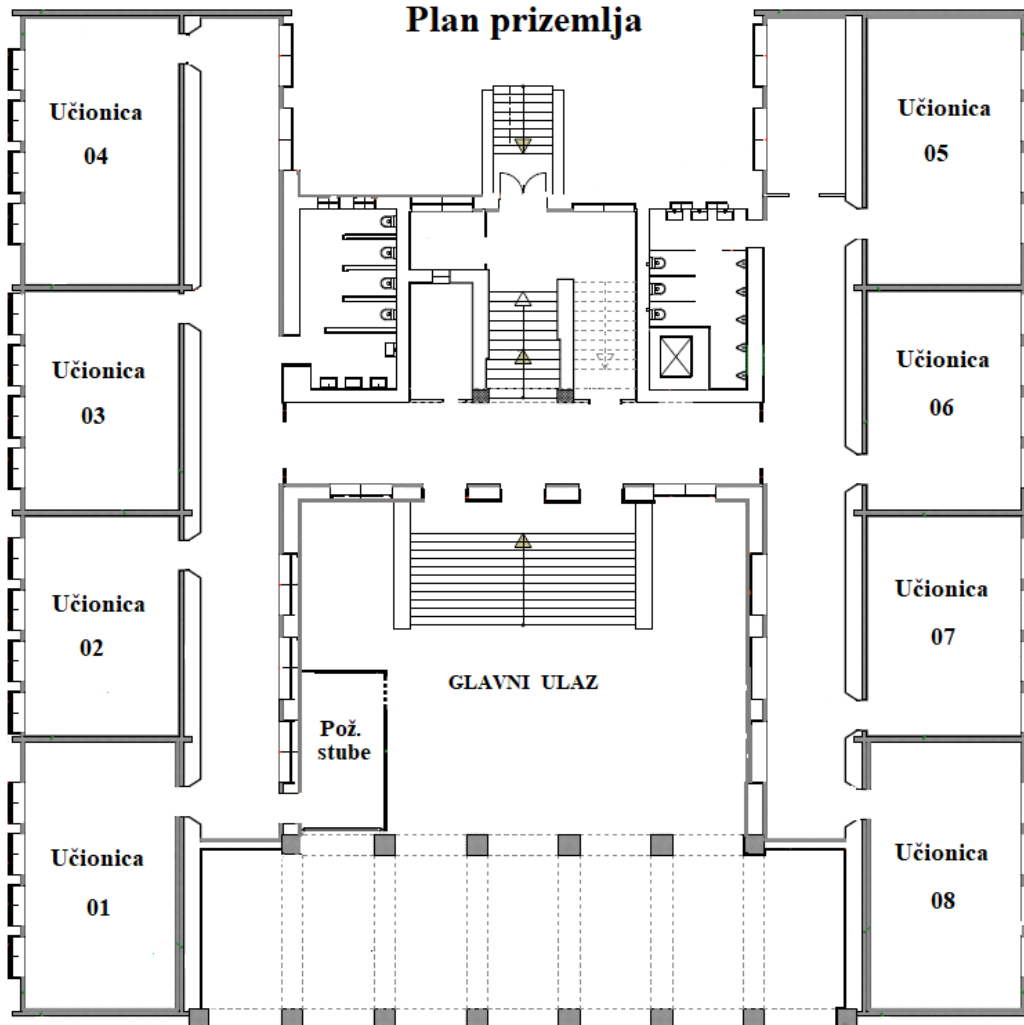 Plan prizemlja
Učionica
04
Učionica
05
Učionica
03
Učionica
06
Učionica
02
Učionica
07
GLAVNI ULAZ
Pož.
stube
Učionica
01
Učionica
08